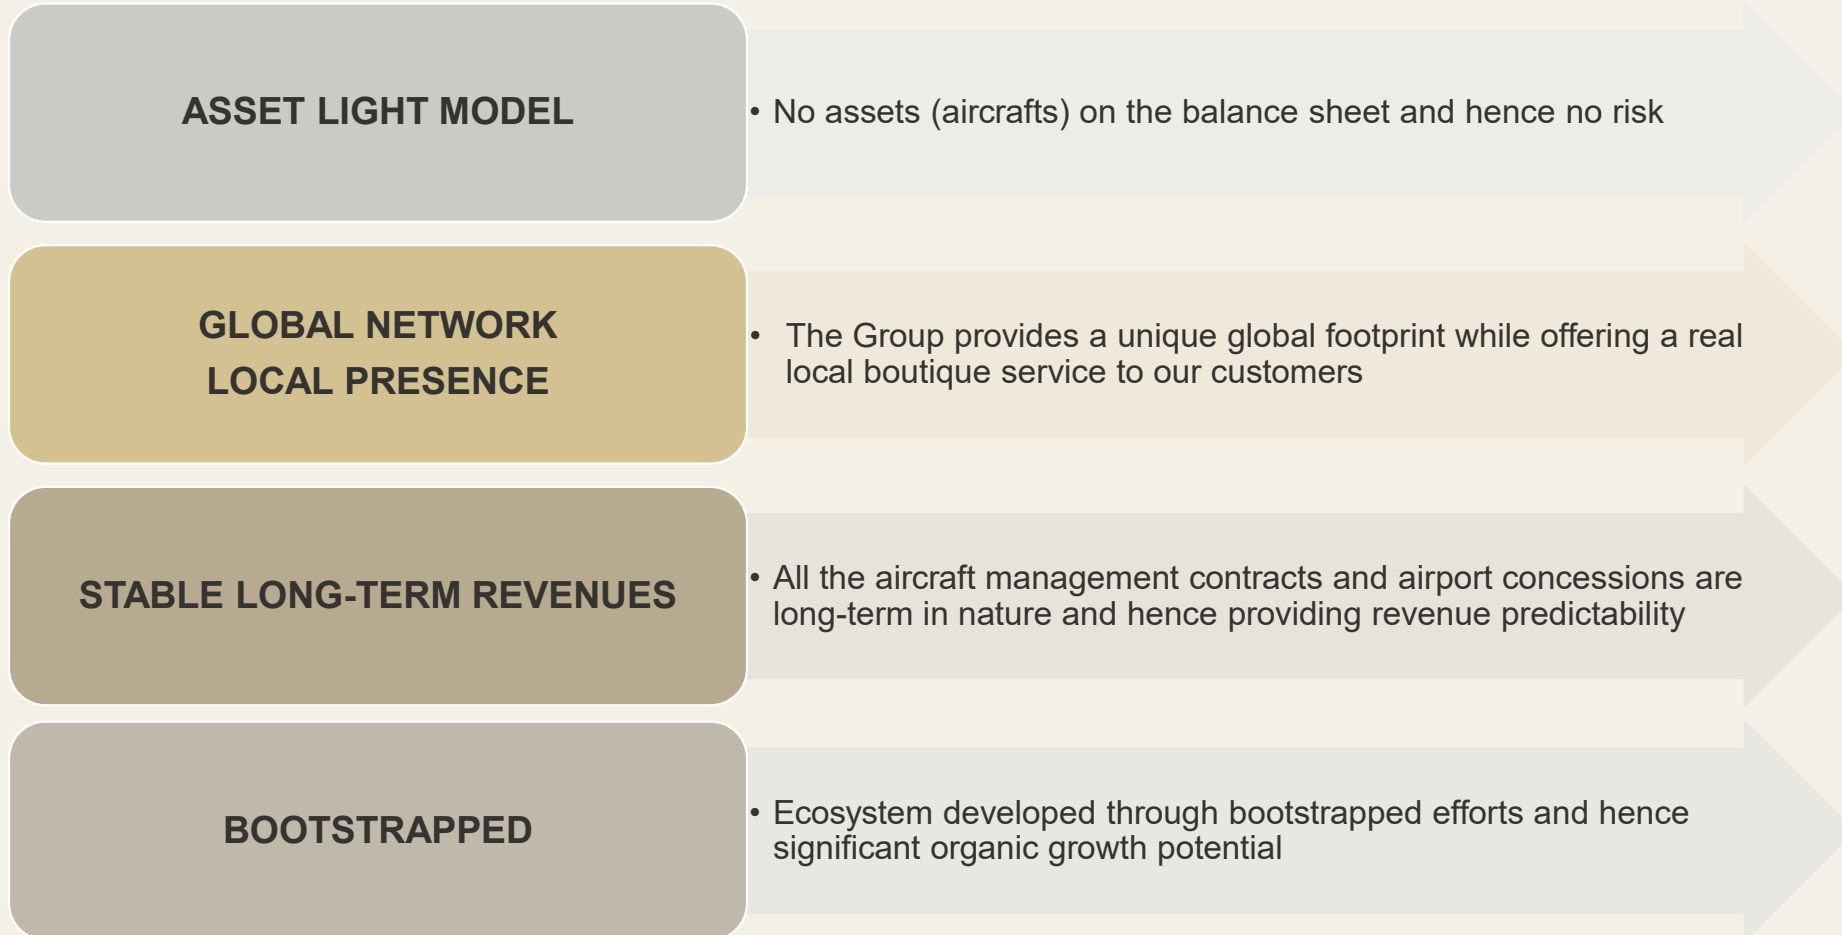 ASSET LIGHT MODEL
• No assets (aircrafts) on the balance sheet and hence no risk
GLOBAL NETWORK
LOCAL PRESENCE
• The Group provides a unique global footprint while offering a real
local boutique service to our customers
STABLE LONG-TERM REVENUES
• All the aircraft management contracts and airport concessions are
long-term in nature and hence providing revenue predictability
BOOTSTRAPPED
• Ecosystem developed through bootstrapped efforts and hence
significant organic growth potential